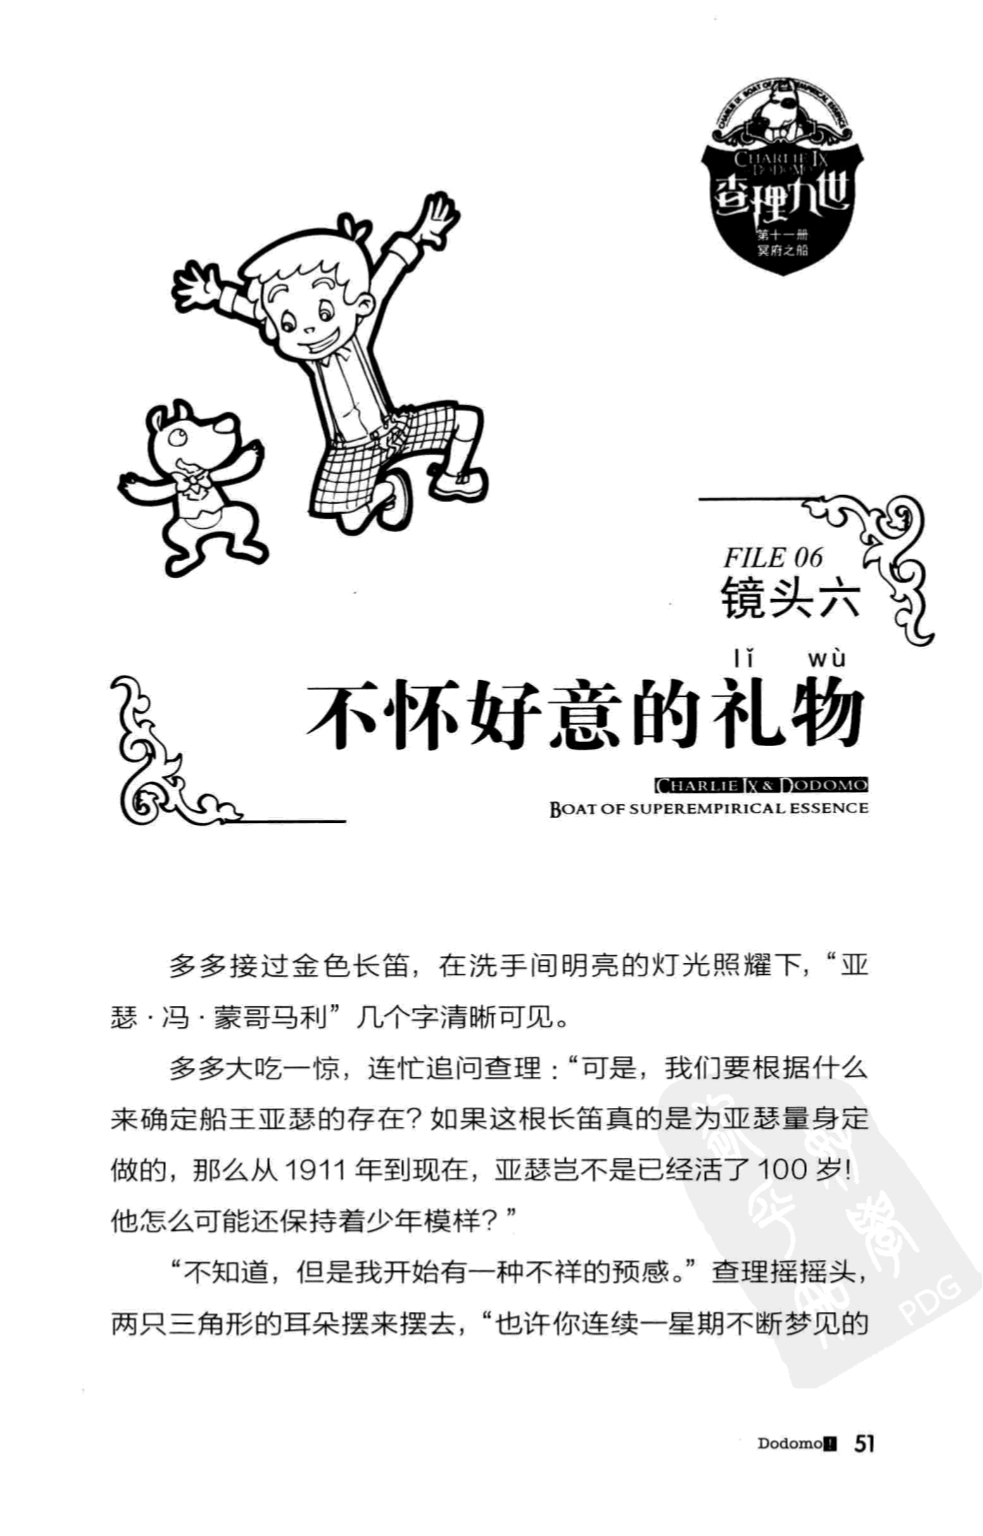 CHARLIE IX BOAT OF SUPEREMPIRICAL ESSENCE
CHARLIE IX
DODOMO
查理九世
第十一册
冥府之船
FILE 06
镜头六
lǐ wù
不怀好意的礼物
CHARLIE IX & DODOMO
BOAT OF SUPEREMPIRICAL ESSENCE
多多接过金色长笛，在洗手间明亮的灯光照耀下，“亚
瑟·冯·蒙哥马利”几个字清晰可见。
多多大吃一惊，连忙追问查理：“可是，我们要根据什么
来确定船王亚瑟的存在？如果这根长笛真的是为亚瑟量身定
做的，那么从 1911 年到现在，亚瑟岂不是已经活了 100 岁！
他怎么可能还保持着少年模样？”
“不知道，但是我开始有一种不祥的预感。”查理摇摇头，
两只三角形的耳朵摆来摆去，“也许你连续一星期不断梦见的
PDG
Dodomo! 51